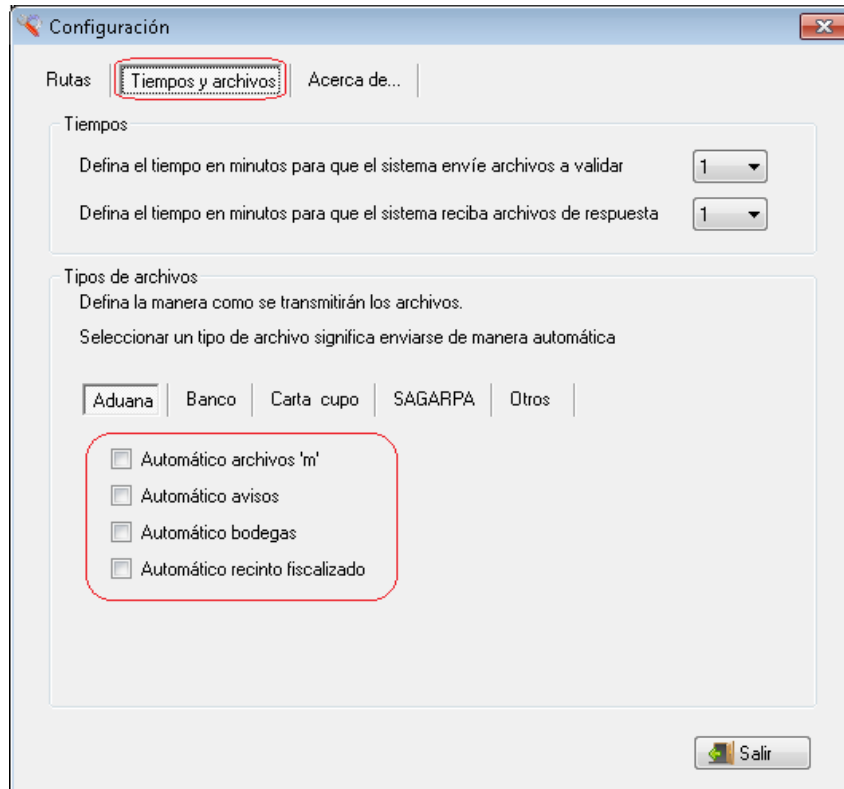 Configuración
Rutas Tiempos y archivos Acerca de...
Tiempos
Defina el tiempo en minutos para que el sistema envíe archivos a validar 1
Defina el tiempo en minutos para que el sistema reciba archivos de respuesta 1
Tipos de archivos
Defina la manera como se transmitirán los archivos.
Seleccionar un tipo de archivo significa enviarse de manera automática
Aduana Banco Carta cupo SAGARPA Otros
Automático archivos 'm'
Automático avisos
Automático bodegas
Automático recinto fiscalizado
Salir